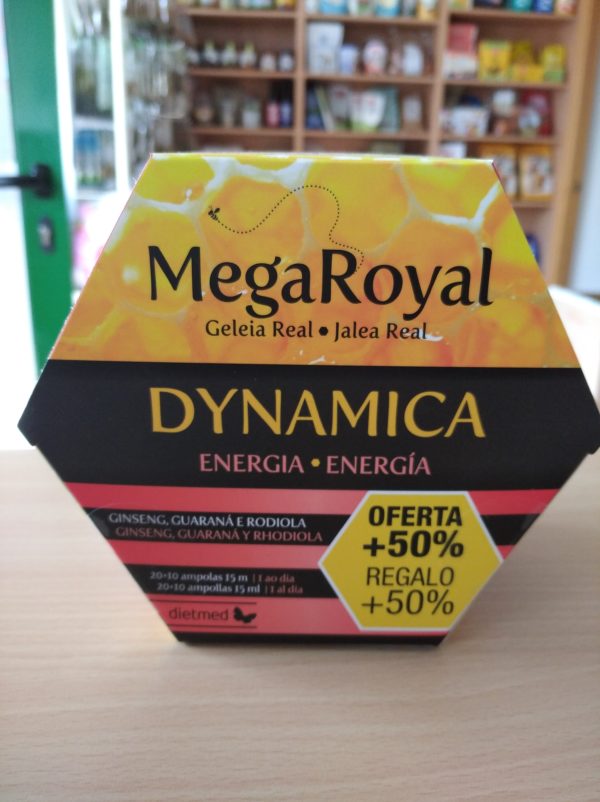 MegaRoyal
Geleia Real • Jalea Real
DYNAMICA
ENERGIA • ENERGÍA
GINSENG, GUARANÁ E RODIOLA
GINSENG, GUARANÁ Y RHODIOLA
20+10 ampolas 15 m | 1 ao dia
20+10 ampollas 15 ml | 1 al día
dietmed
OFERTA
+50%
REGALO
+50%